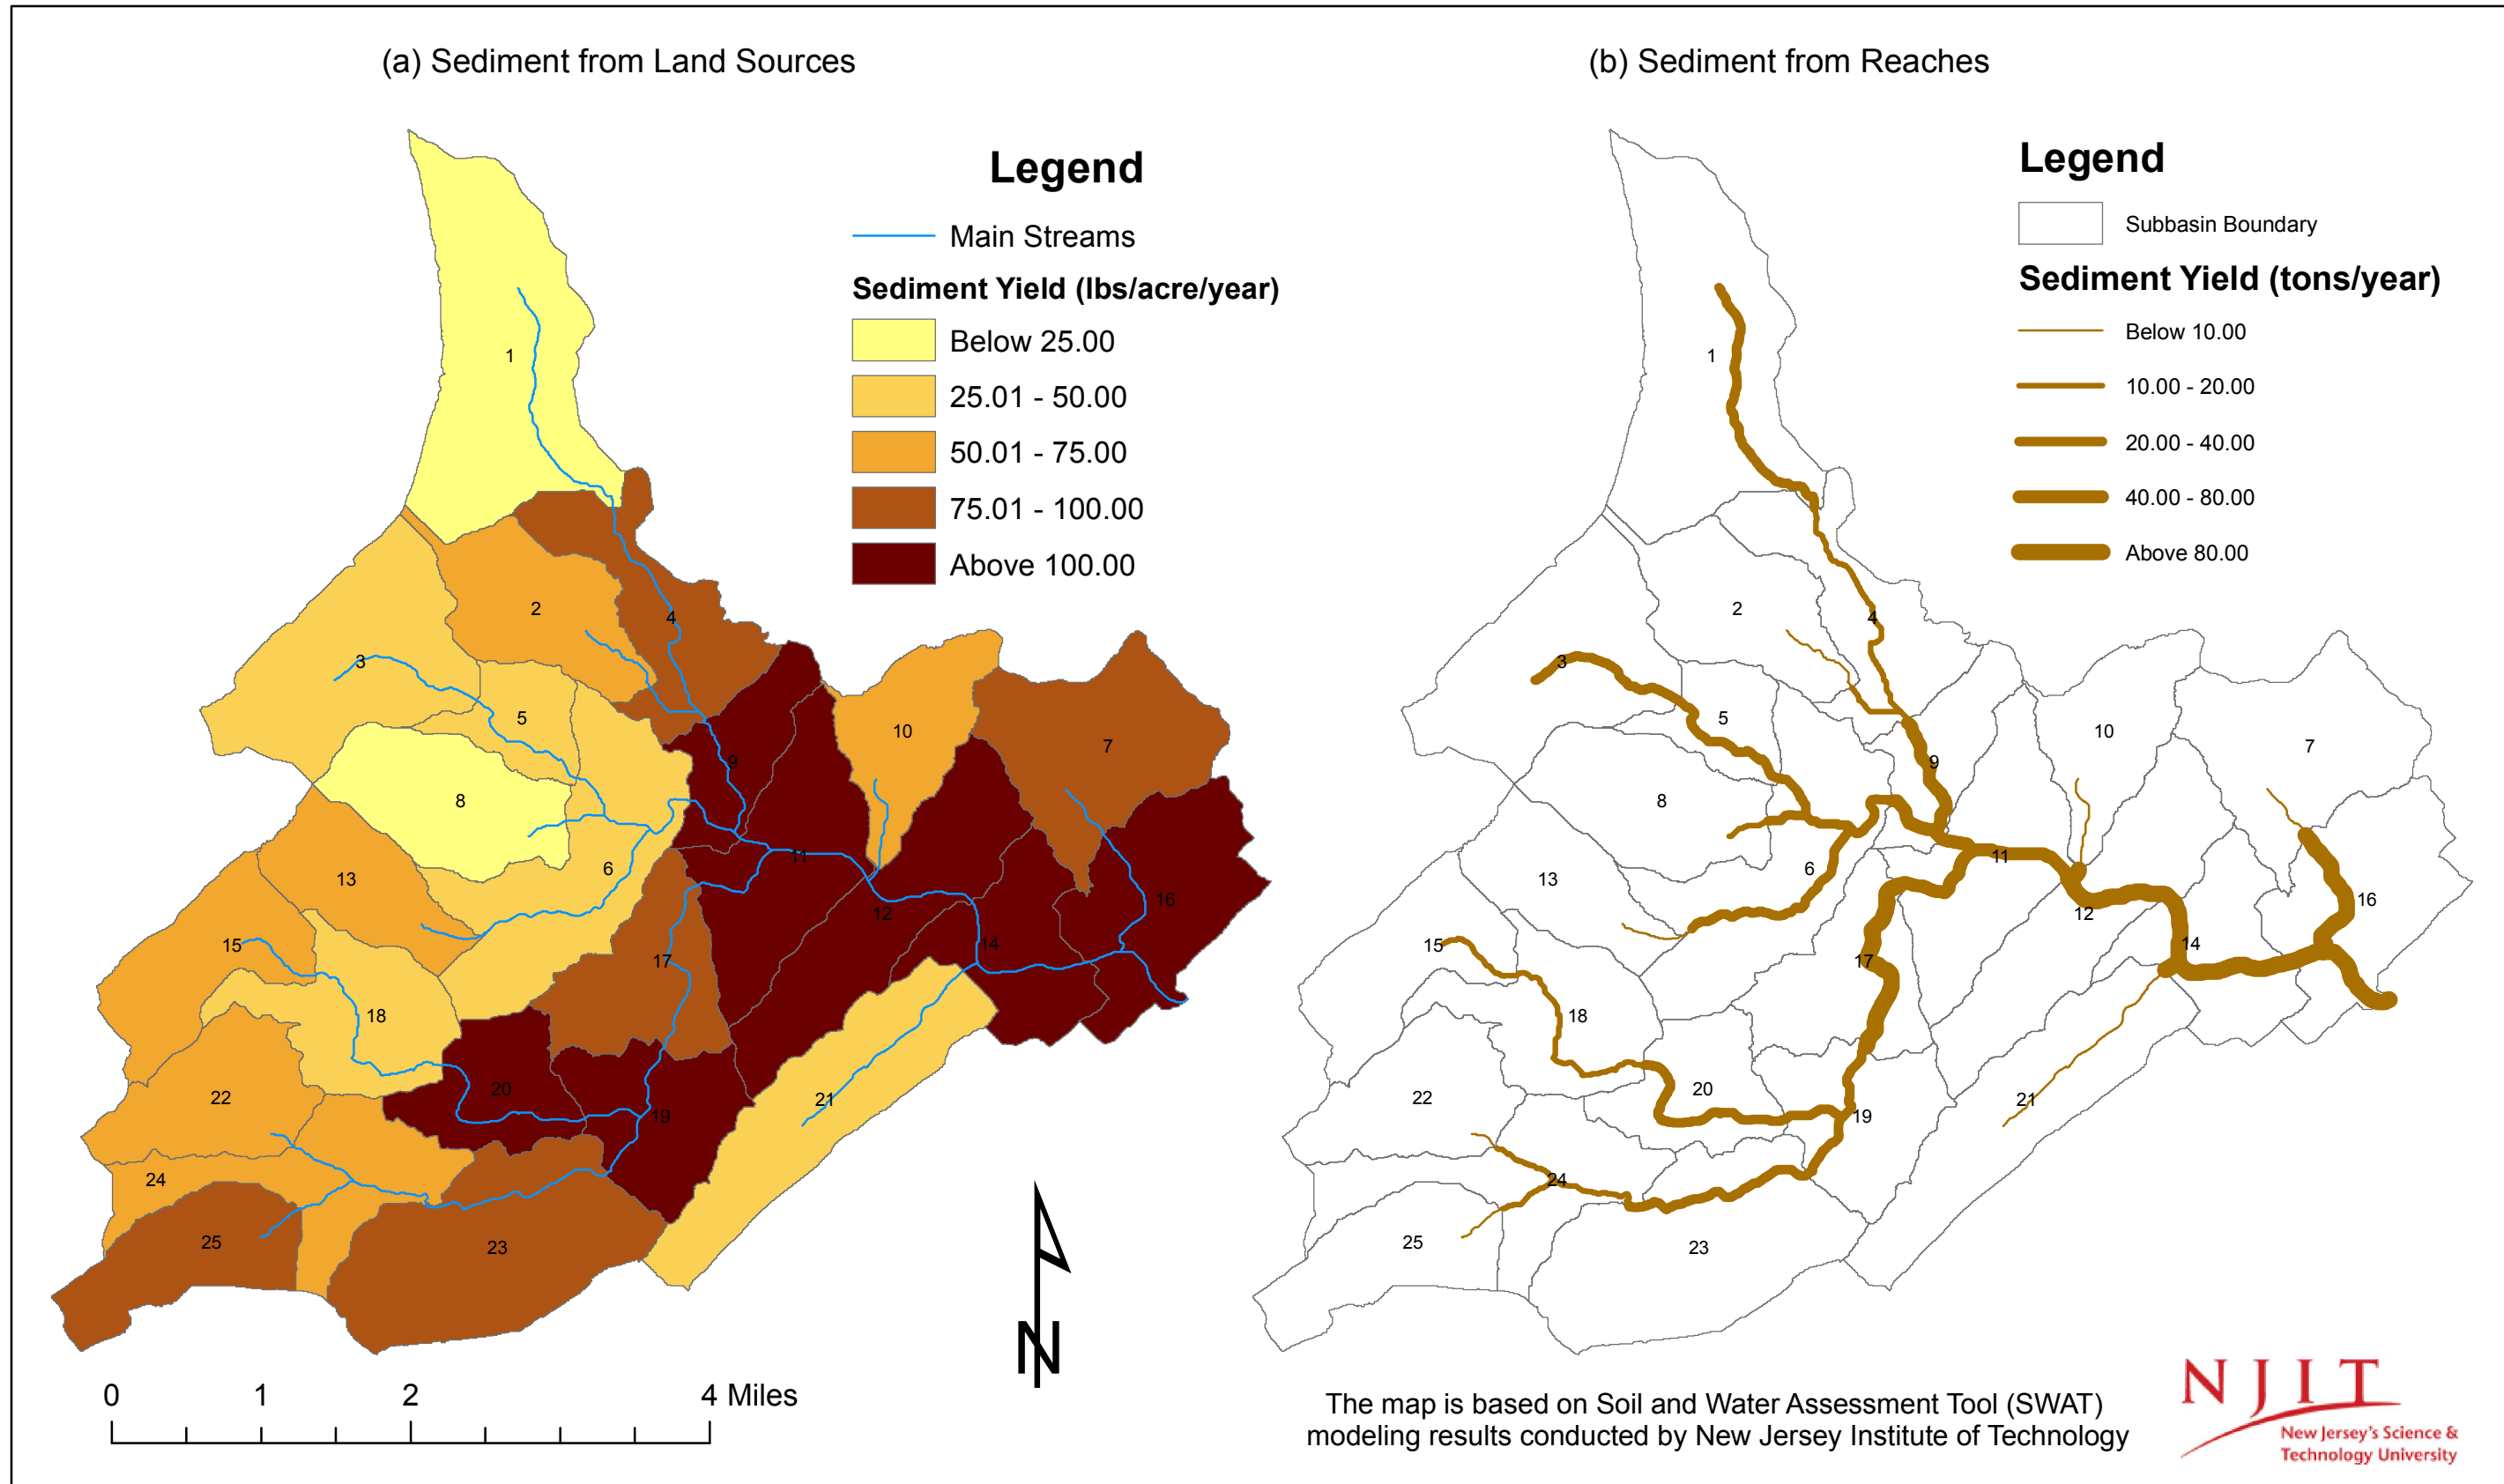 (a) Sediment from Land Sources
Legend
Main Streams
Sediment Yield (lbs/acre/year)
Below 25.00
25.01 - 50.00
50.01 - 75.00
75.01 - 100.00
Above 100.00
1
2
4
3
5
9
10
7
8
11
6
13
16
12
15
14
17
18
20
22
21
19
24
25
23
0 1 2 4 Miles
N
(b) Sediment from Reaches
Legend
Subbasin Boundary
Sediment Yield (tons/year)
Below 10.00
10.00 - 20.00
20.00 - 40.00
40.00 - 80.00
Above 80.00
1
2
4
3
5
10
7
9
8
11
6
13
16
12
15
14
17
18
20
22
21
19
24
25
23
The map is based on Soil and Water Assessment Tool (SWAT)
modeling results conducted by New Jersey Institute of Technology
NJIT
New Jersey's Science &
Technology University